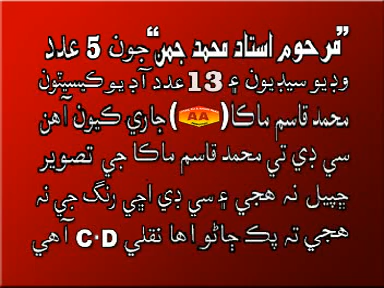 ”مرحوم استاد محمد جمن“ جون 5 عدد
وڊيو سيڊيون ۽ 13 عدد آڊيو ڪيسيٽون
محمد قاسم ماڪا (AA) جاري ڪيون آهن
سي ڊي تي محمد قاسم ماڪا جي تصوير
ڇپيل نه هجي ۽ سي ڊي اڇي رنگ جي نہ
هجي تہ پڪ ڄاڻو اها نقلي C·D آهي